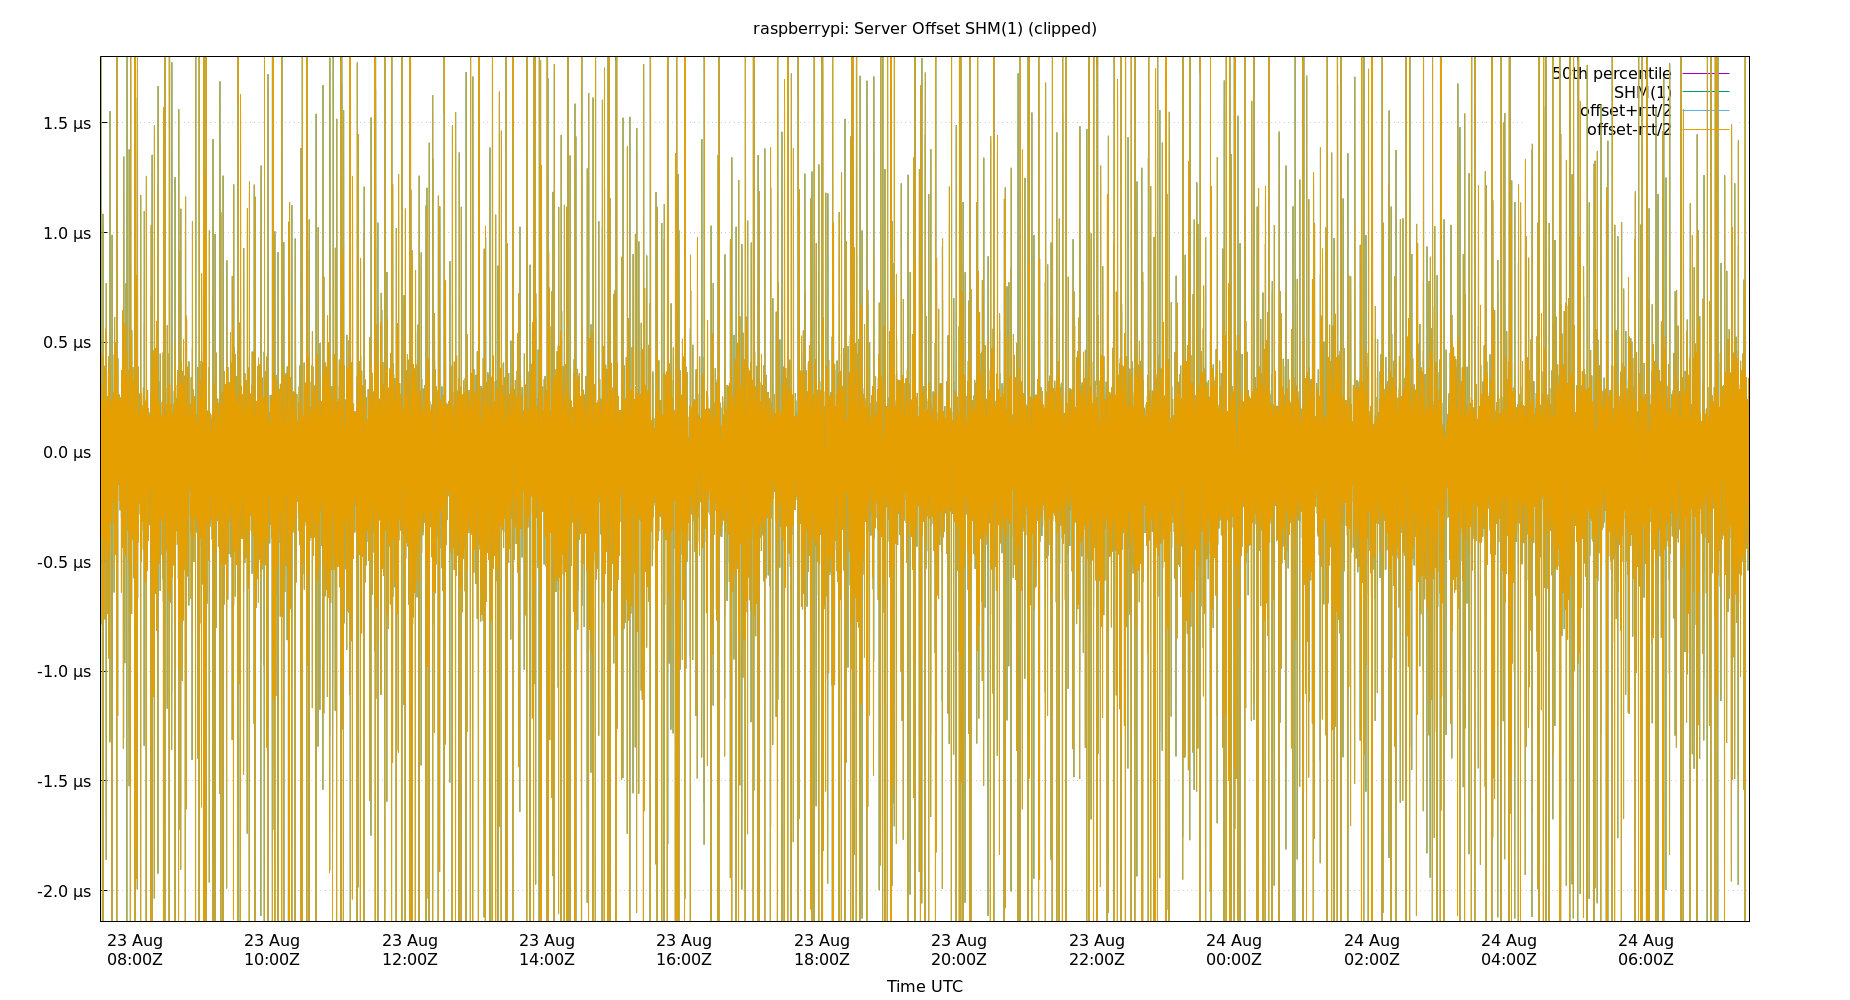 raspberrypi: Server Offset SHM(1) (clipped)
50th percentile
SHM(1)
offset+rtt/2
offset-rtt/2
1.5 µs
1.0 µs
0.5 µs
0.0 µs
-0.5 µs
-1.0 µs
-1.5 µs
-2.0 µs
23 Aug 23 Aug 23 Aug 23 Aug 23 Aug 23 Aug 23 Aug 23 Aug 24 Aug 24 Aug 24 Aug 24 Aug
08:00Z 10:00Z 12:00Z 14:00Z 16:00Z 18:00Z 20:00Z 22:00Z 00:00Z 02:00Z 04:00Z 06:00Z
Time UTC